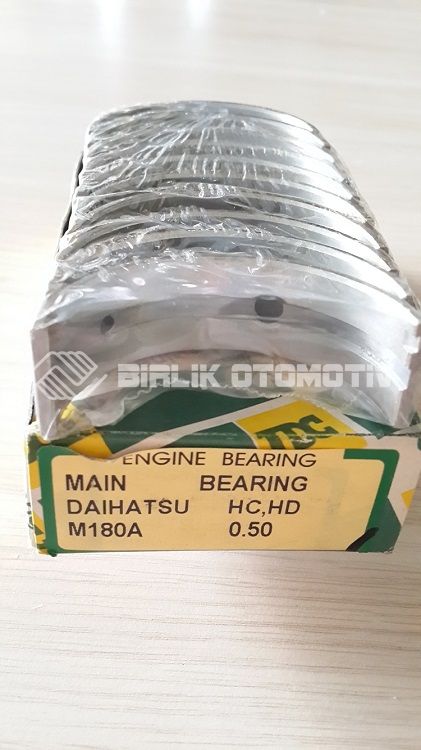 BIRLIK OTOMOTIV
ENGINE BEARING
MAIN BEARING
DAIHATSU HC,HD
M180A 0.50